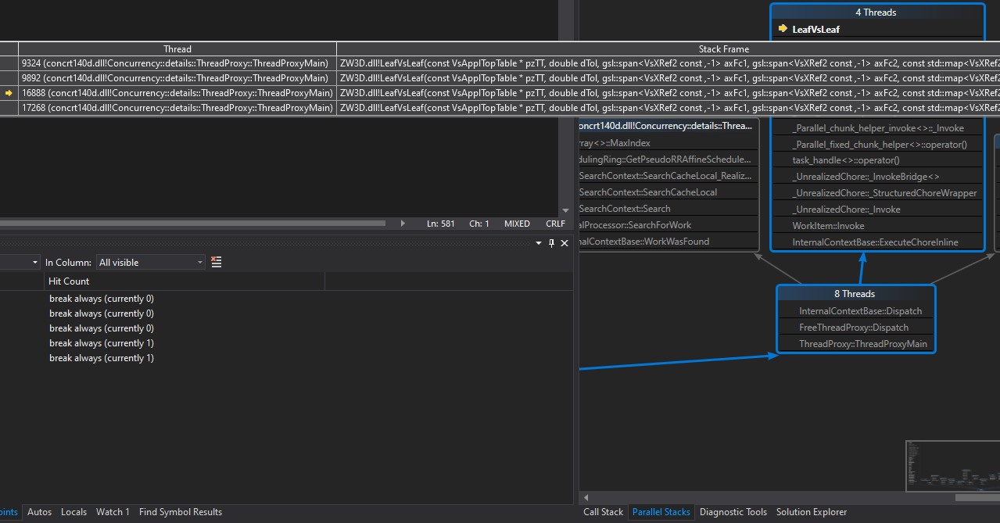 4 Threads
LeafVsLeaf
Thread Stack Frame
9324 (concrt140d.dll!Concurrency::details::ThreadProxy::ThreadProxyMain) ZW3D.dll!LeafVsLeaf(const VsApplTopTable * pzTT, double dTol, gsl::span<VsXRef2 const ,-1> axFc1, gsl::span<VsXRef2 const ,-1> axFc2, const std::map<VsXRef2
9892 (concrt140d.dll!Concurrency::details::ThreadProxy::ThreadProxyMain) ZW3D.dll!LeafVsLeaf(const VsApplTopTable * pzTT, double dTol, gsl::span<VsXRef2 const ,-1> axFc1, gsl::span<VsXRef2 const ,-1> axFc2, const std::map<VsXRef2
16888 (concrt140d.dll!Concurrency::details::ThreadProxy::ThreadProxyMain) ZW3D.dll!LeafVsLeaf(const VsApplTopTable * pzTT, double dTol, gsl::span<VsXRef2 const ,-1> axFc1, gsl::span<VsXRef2 const ,-1> axFc2, const std::map<VsXRef2
17268 (concrt140d.dll!Concurrency::details::ThreadProxy::ThreadProxyMain) ZW3D.dll!LeafVsLeaf(const VsApplTopTable * pzTT, double dTol, gsl::span<VsXRef2 const ,-1> axFc1, gsl::span<VsXRef2 const ,-1> axFc2, const std::map<VsXRef2
oncrt140d.dll!Concurrency::details::Threa...
rray<>::MaxIndex
dulingRing::GetPseudoRRAffineSchedule...
SearchContext::SearchCacheLocal_Realiz...
SearchContext::SearchCacheLocal
SearchContext::Search
alProcessor::SearchForWork
nalContextBase::WorkWasFound
_Parallel_chunk_helper_invoke<>::_Invoke
_Parallel_fixed_chunk_helper<>::operator()
task_handle<>::operator()
_UnrealizedChore::_InvokeBridge<>
_UnrealizedChore::_StructuredChoreWrapper
_UnrealizedChore::_Invoke
WorkItem::Invoke
InternalContextBase::ExecuteChoreInline
Ln: 581 Ch: 1 MIXED CRLF
In Column: All visible
Hit Count
break always (currently 0)
break always (currently 0)
break always (currently 0)
break always (currently 1)
break always (currently 1)
8 Threads
InternalContextBase::Dispatch
FreeThreadProxy::Dispatch
ThreadProxy::ThreadProxyMain
oints Autos Locals Watch 1 Find Symbol Results
Call Stack Parallel Stacks Diagnostic Tools Solution Explorer